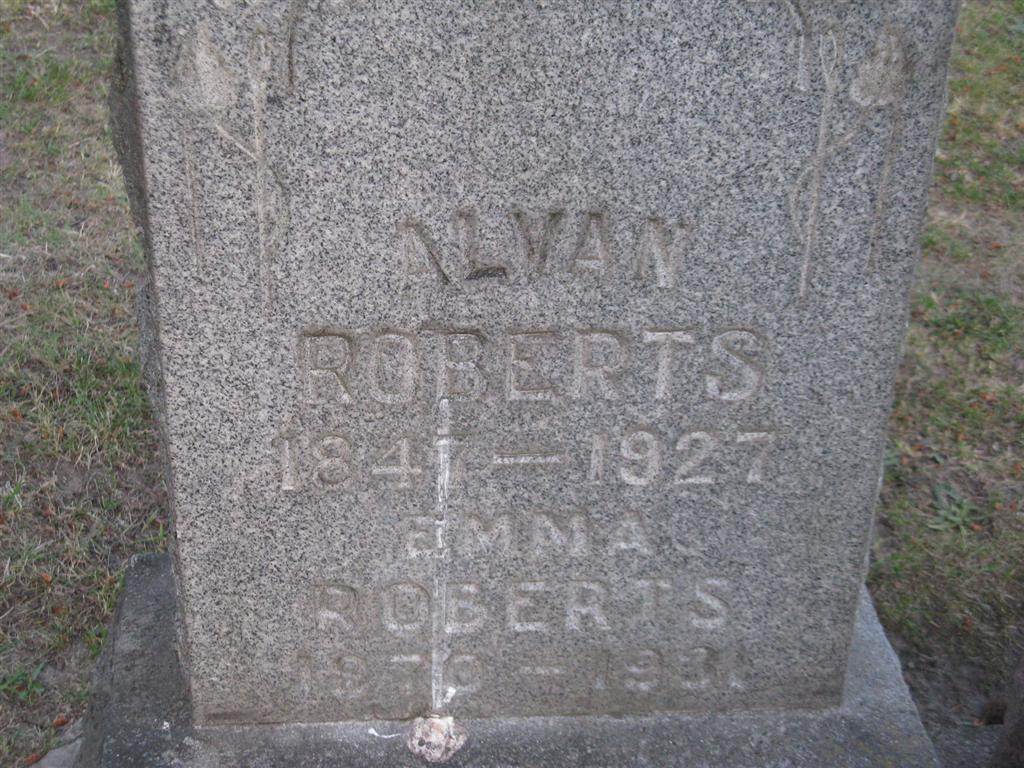 ALVAN
ROBERTS
1847 — 1927
EMMA
ROBERTS
— 1931